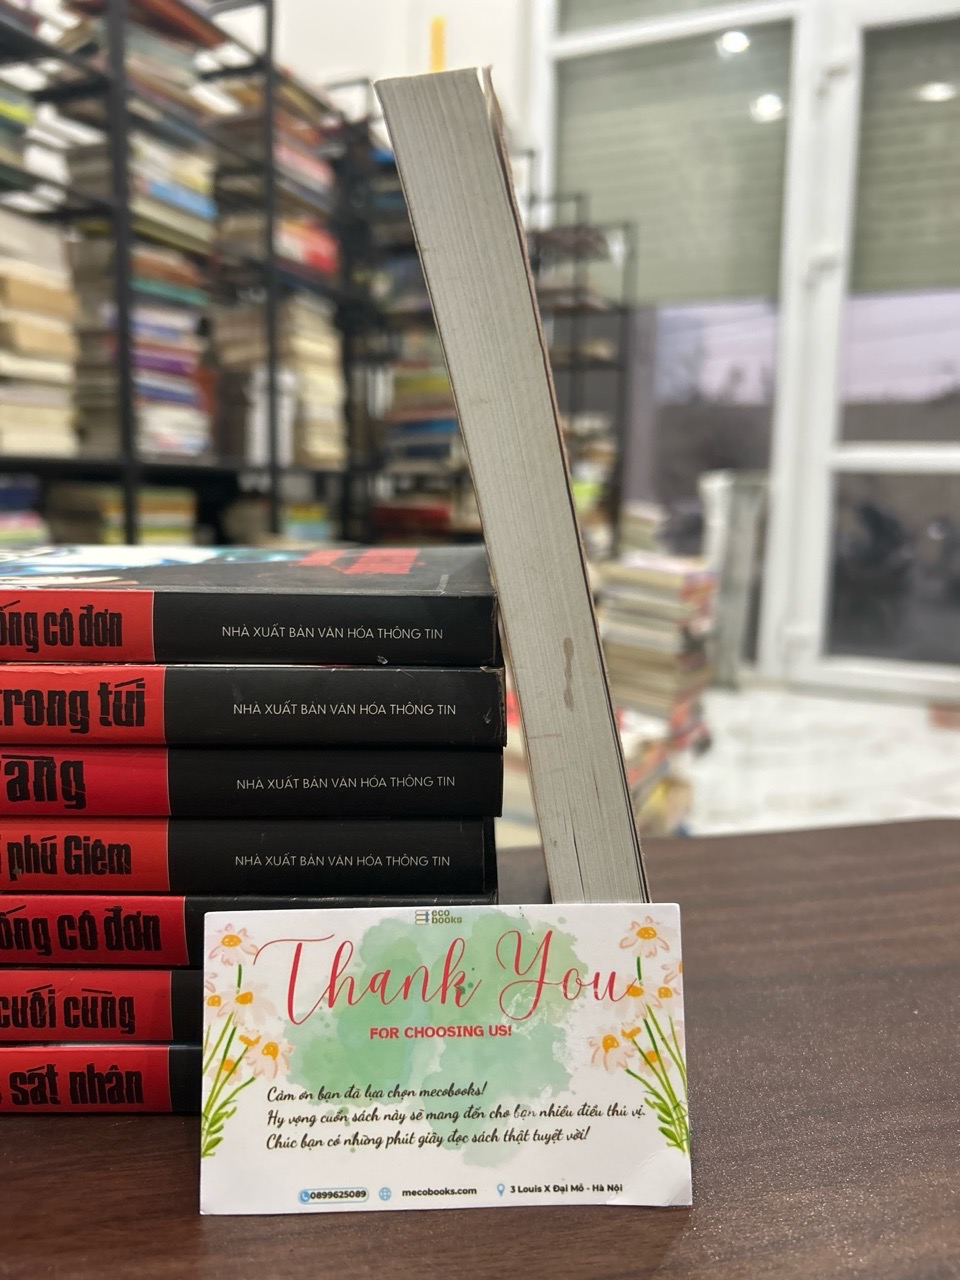 ống cô đơn
NHÀ XUẤT BẢN VĂN HÓA THÔNG TIN
trong túi
NHÀ XUẤT BẢN VĂN HÓA THÔNG TIN
vàng
NHÀ XUẤT BẢN VĂN HÓA THÔNG TIN
phú Giêm
NHÀ XUẤT BẢN VĂN HÓA THÔNG TIN
ống cô đơn
cuối cùng
sát nhân
eco
books
Thank You
FOR CHOOSING US!
Cảm ơn bạn đã lựa chọn mecobooks!
Hy vọng cuốn sách này sẽ mang đến cho bạn nhiều điều thú vị.
Chúc bạn có những phút giây đọc sách thật tuyệt vời!
0899625089 mecobooks.com 3 Louis X Đại Mỗ - Hà Nội